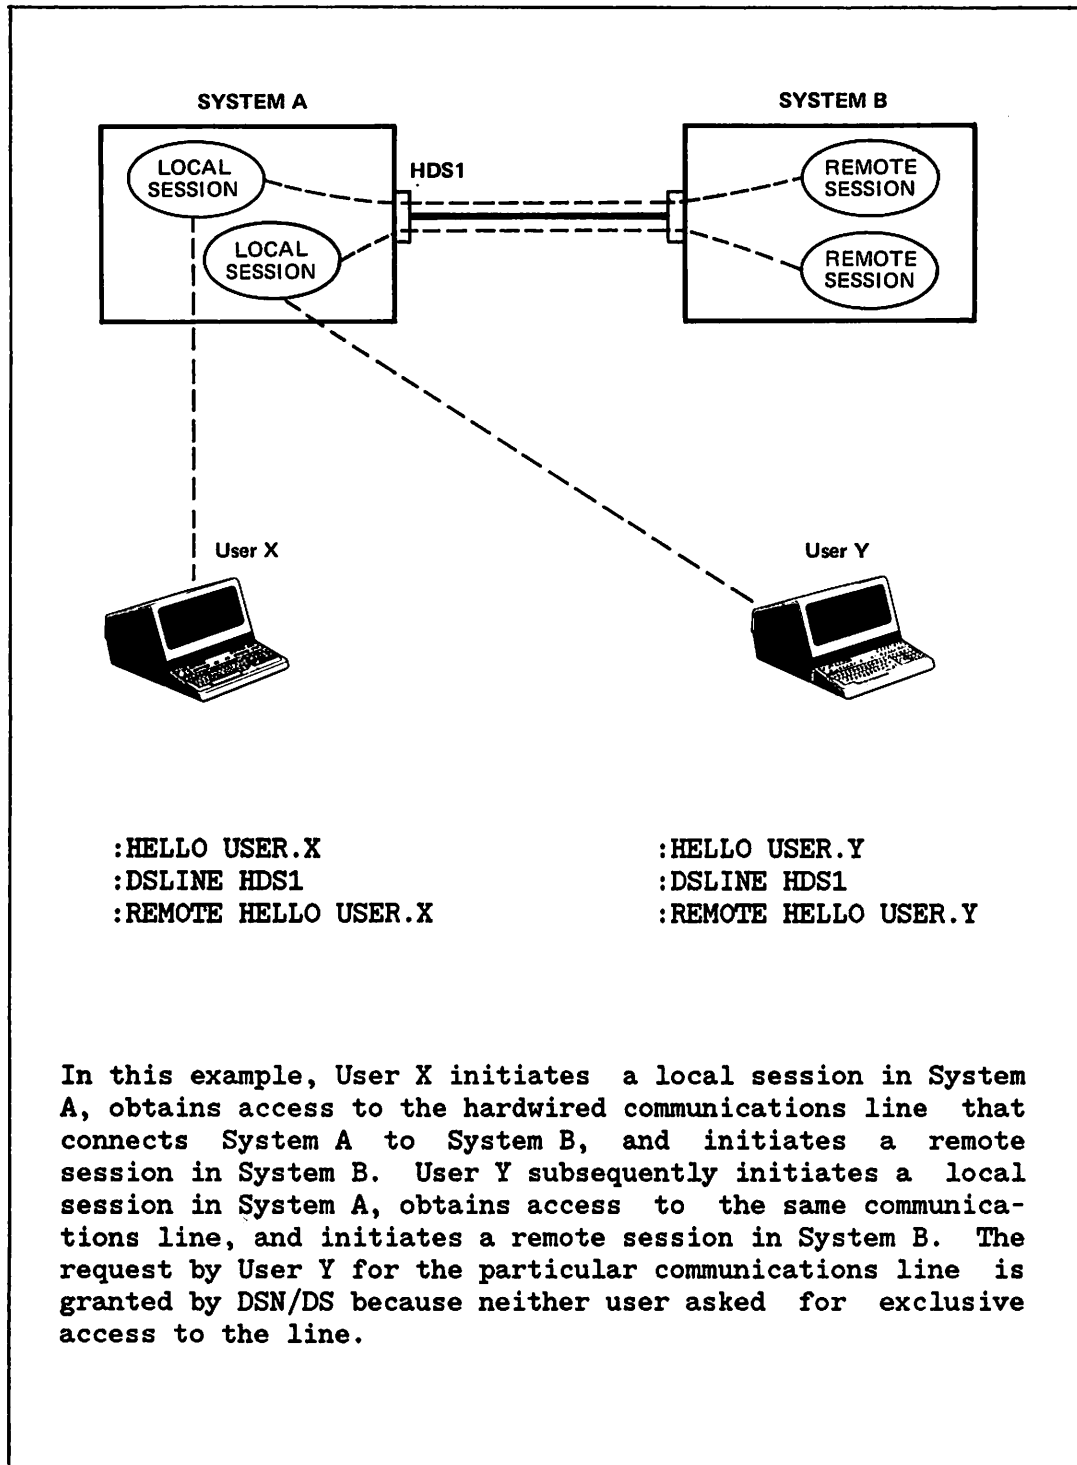 SYSTEM A
SYSTEM B
LOCAL
SESSION
HDS1
REMOTE
SESSION
LOCAL
SESSION
REMOTE
SESSION
User X
User Y
:HELLO USER.X
:DSLINE HDS1
:REMOTE HELLO USER.X
:HELLO USER.Y
:DSLINE HDS1
:REMOTE HELLO USER.Y
In this example, User X initiates a local session in System
A, obtains access to the hardwired communications line that
connects System A to System B, and initiates a remote
session in System B. User Y subsequently initiates a local
session in System A, obtains access to the same communica-
tions line, and initiates a remote session in System B. The
request by User Y for the particular communications line is
granted by DSN/DS because neither user asked for exclusive
access to the line.